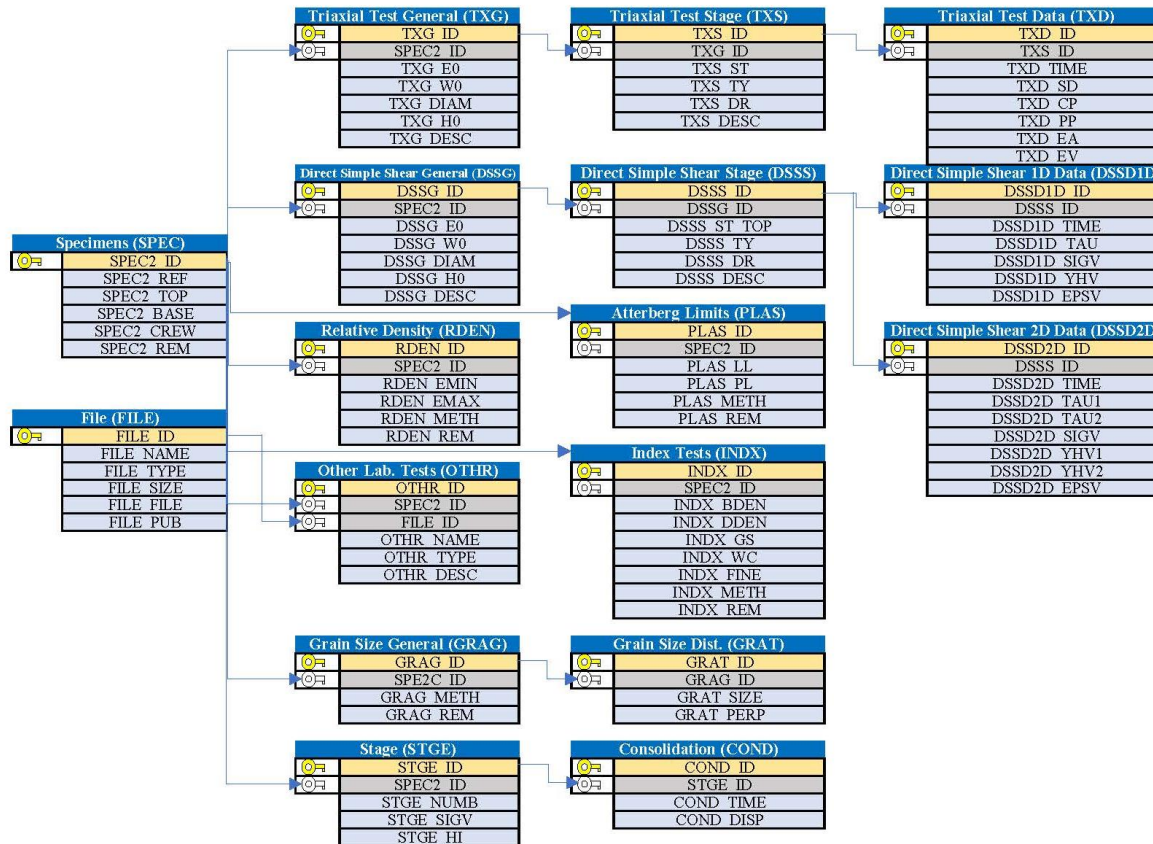 Triaxial Test General (TXG)
TXG ID
SPEC2 ID
TXG E0
TXG W0
TXG DIAM
TXG H0
TXG DESC
Triaxial Test Stage (TXS)
TXS ID
TXG ID
TXS ST
TXS TY
TXS DR
TXS DESC
Triaxial Test Data (TXD)
TXD ID
TXS ID
TXD TIME
TXD SD
TXD CP
TXD PP
TXD EA
TXD EV
Direct Simple Shear General (DSSG)
DSSG ID
SPEC2 ID
DSSG E0
DSSG W0
DSSG DIAM
DSSG H0
DSSG DESC
Direct Simple Shear Stage (DSSS)
DSSS ID
DSSG ID
DSSS ST TOP
DSSS TY
DSSS DR
DSSS DESC
Direct Simple Shear 1D Data (DSSD1D
DSSD1D ID
DSSS ID
DSSD1D TIME
DSSD1D TAU
DSSD1D SIGV
DSSD1D YHV
DSSD1D EPSV
Specimens (SPEC)
SPEC2 ID
SPEC2 REF
SPEC2 TOP
SPEC2 BASE
SPEC2 CREW
SPEC2 REM
Relative Density (RDEN)
RDEN ID
SPEC2 ID
RDEN EMIN
RDEN EMAX
RDEN METH
RDEN REM
Atterberg Limits (PLAS)
PLAS ID
SPEC2 ID
PLAS LL
PLAS PL
PLAS METH
PLAS REM
Direct Simple Shear 2D Data (DSSD2D
DSSD2D ID
DSSS ID
DSSD2D TIME
DSSD2D TAU1
DSSD2D TAU2
DSSD2D SIGV
DSSD2D YHV1
DSSD2D YHV2
DSSD2D EPSV
File (FILE)
FILE ID
FILE NAME
FILE TYPE
FILE SIZE
FILE FILE
FILE PUB
Other Lab. Tests (OTHR)
OTHR ID
SPEC2 ID
FILE ID
OTHR NAME
OTHR TYPE
OTHR DESC
Index Tests (INDX)
INDX ID
SPEC2 ID
INDX BDEN
INDX DDEN
INDX GS
INDX WC
INDX FINE
INDX METH
INDX REM
Grain Size General (GRAG)
GRAG ID
SPE2C ID
GRAG METH
GRAG REM
Grain Size Dist. (GRAT)
GRAT ID
GRAG ID
GRAT SIZE
GRAT PERP
Stage (STGE)
STGE ID
SPEC2 ID
STGE NUMB
STGE SIGV
STGE HI
Consolidation (COND)
COND ID
STGE ID
COND TIME
COND DISP